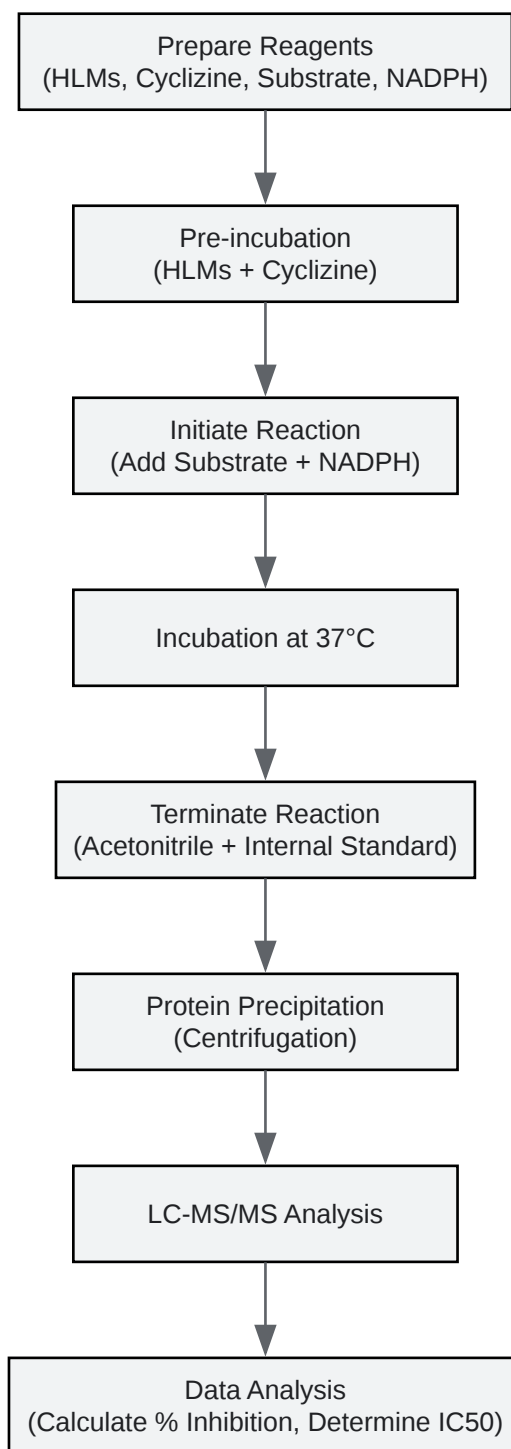 Prepare Reagents
(HLMs, Cyclizine, Substrate, NADPH)
Pre-incubation
(HLMs + Cyclizine)
Initiate Reaction
(Add Substrate + NADPH)
Incubation at 37°C
Terminate Reaction
(Acetonitrile + Internal Standard)
Protein Precipitation
(Centrifugation)
LC-MS/MS Analysis
Data Analysis
(Calculate % Inhibition, Determine IC50)